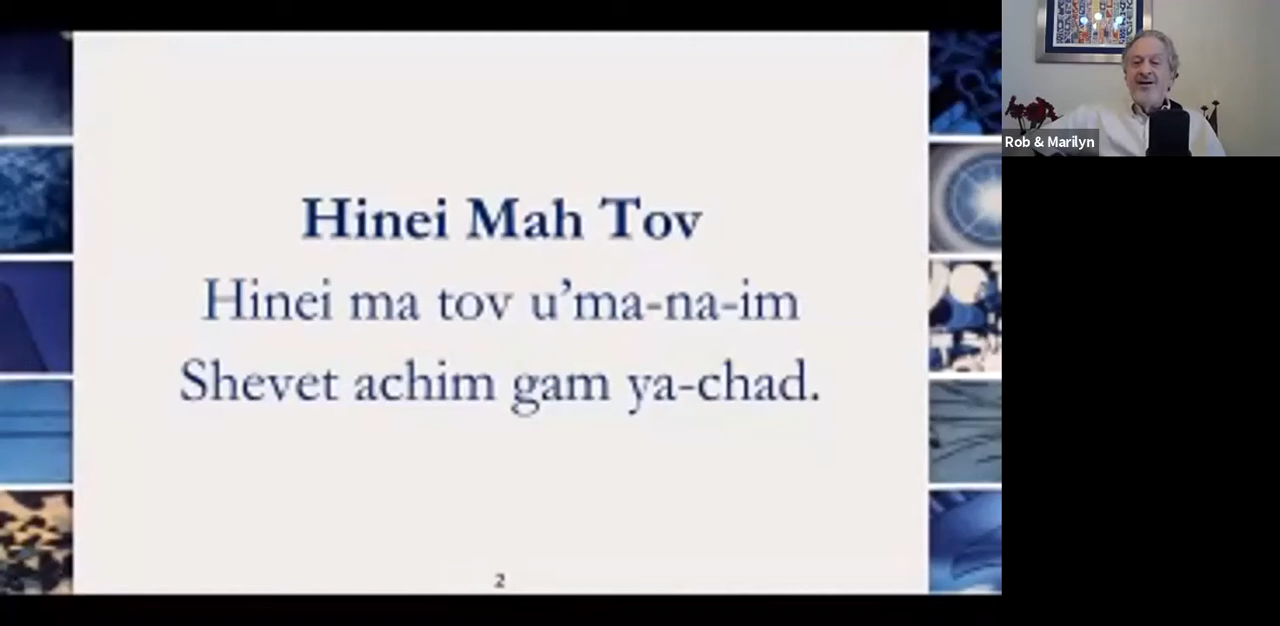 Hinei Mah Tov
Hinei ma tov u’ma-na-im
Shevet achim gam ya-chad.
2
Rob & Marilyn